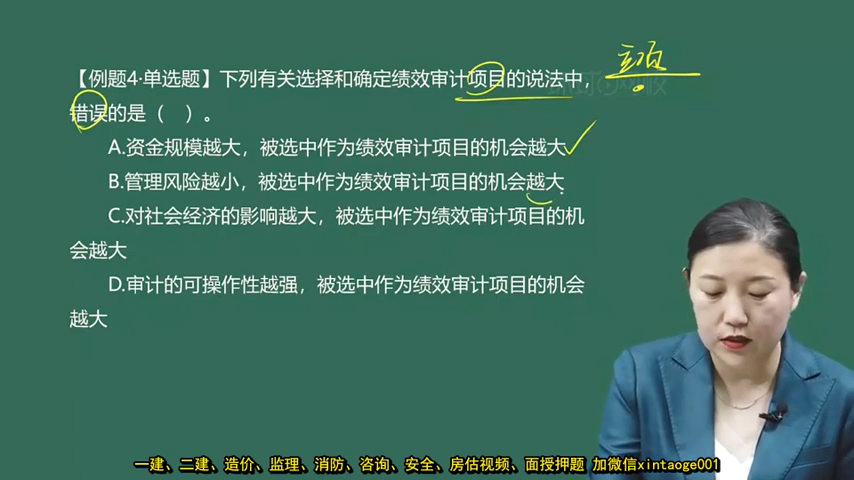 【例题4·单选题】下列有关选择和确定绩效审计项目的说法中，
错误的是（ ）。
A.资金规模越大，被选中作为绩效审计项目的机会越大
B.管理风险越小，被选中作为绩效审计项目的机会越大
C.对社会经济的影响越大，被选中作为绩效审计项目的机
会越大
D.审计的可操作性越强，被选中作为绩效审计项目的机会
越大
一建、二建、造价、监理、消防、咨询、安全、房估视频、面授押题 加微信xintaoge001